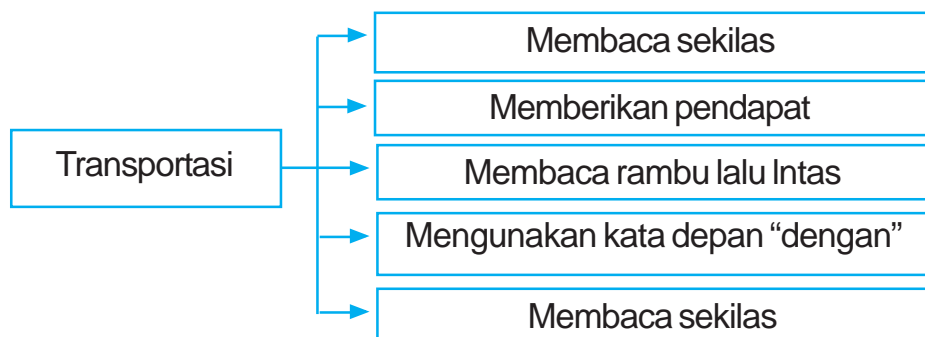 Membaca sekilas
Memberikan pendapat
Transportasi
Membaca rambu lalu lntas
Mengunakan kata depan “dengan”
Membaca sekilas